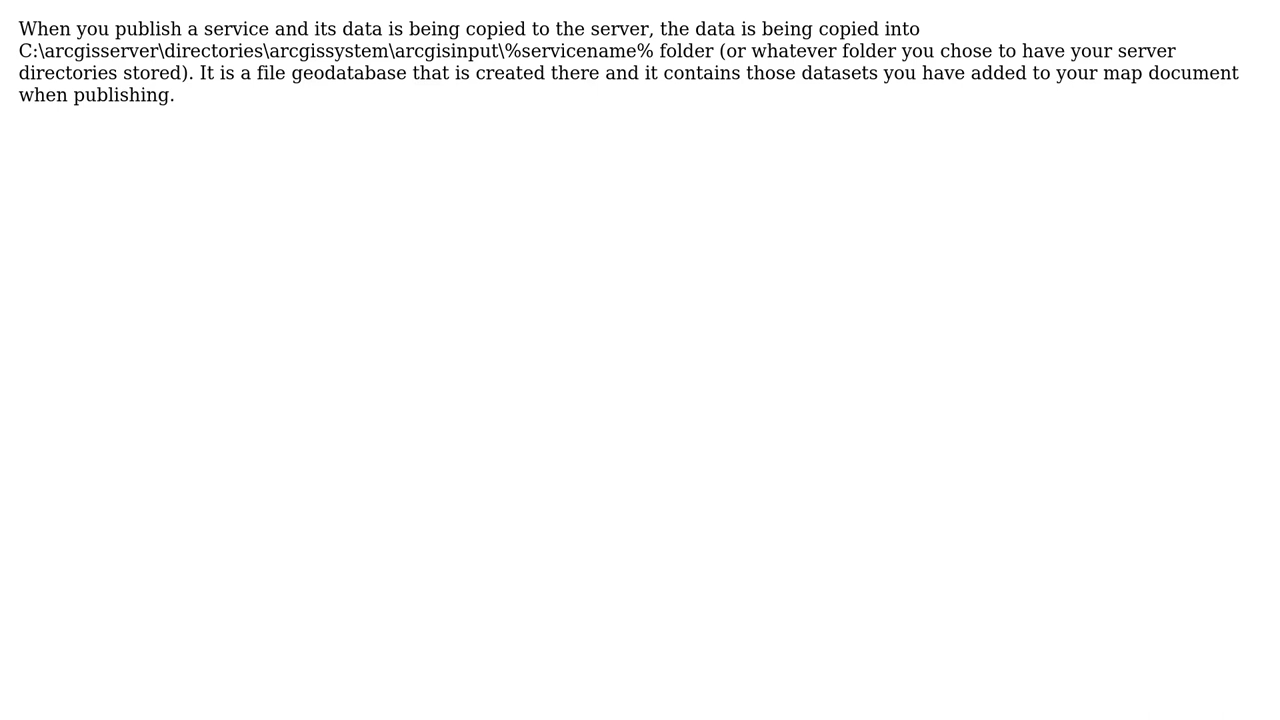 When you publish a service and its data is being copied to the server, the data is being copied into
C:\arcgisserver\directories\arcgissystem\arcgisinput\%servicename% folder (or whatever folder you chose to have your server
directories stored). It is a file geodatabase that is created there and it contains those datasets you have added to your map document
when publishing.